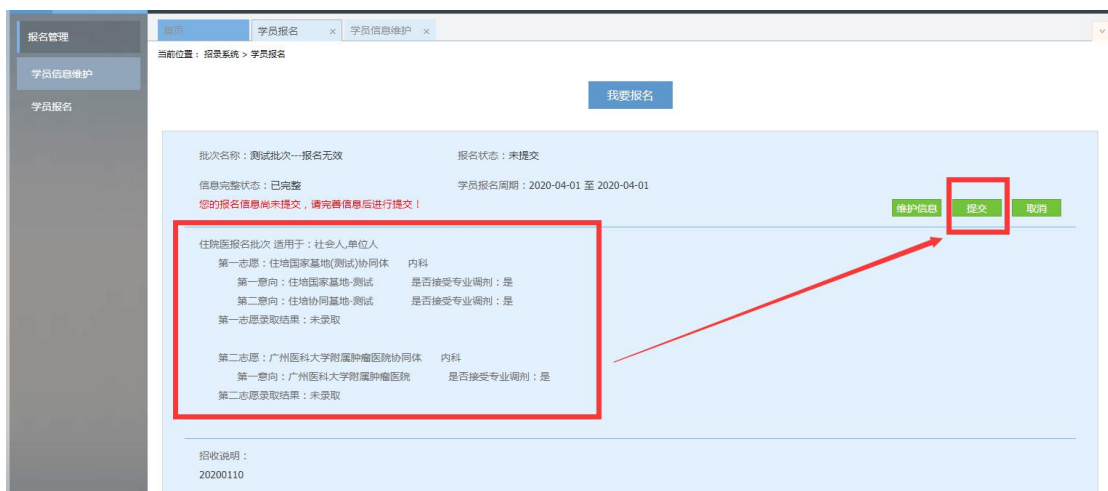 报名管理
学员信息维护
学员报名
首页 学员报名 × 学员信息维护 ×
当前位置：招录系统 > 学员报名
我要报名
批次名称：测试批次---报名无效 报名状态：未提交
信息完整状态：已完整 学员报名周期：2020-04-01 至 2020-04-01
您的报名信息尚未提交，请完善信息后进行提交！
维护信息 提交 取消
住院医报名批次 适用于：社会人,单位人
第一志愿：住培国家基地(测试)协同体 内科
第一意向：住培国家基地-测试 是否接受专业调剂：是
第二意向：住培协同基地-测试 是否接受专业调剂：是
第一志愿录取结果：未录取
第二志愿：广州医科大学附属肿瘤医院协同体 内科
第一意向：广州医科大学附属肿瘤医院 是否接受专业调剂：是
第二志愿录取结果：未录取
招收说明：
20200110